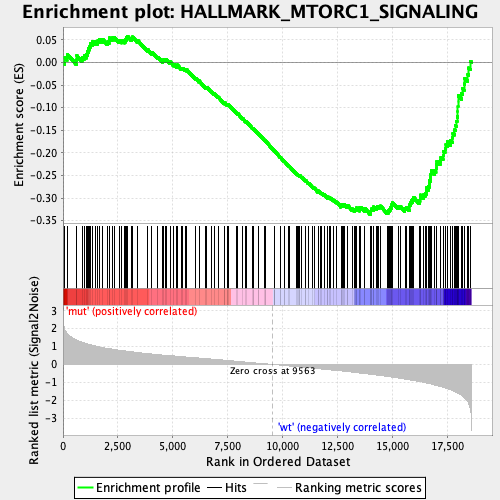 Enrichment plot: HALLMARK_MTORC1_SIGNALING
Enrichment score (ES)
0.05
0.00
-0.05
-0.10
-0.15
-0.20
-0.25
-0.30
-0.35
'mut' (positively correlated)
Ranked list metric (Signal2Noise)
3
2
1
0
-1
-2
-3
Zero cross at 9563
'wt' (negatively correlated)
0
2,500
5,000
7,500
10,000
12,500
15,000
17,500
Rank in Ordered Dataset
Enrichment profile
Hits
Ranking metric scores